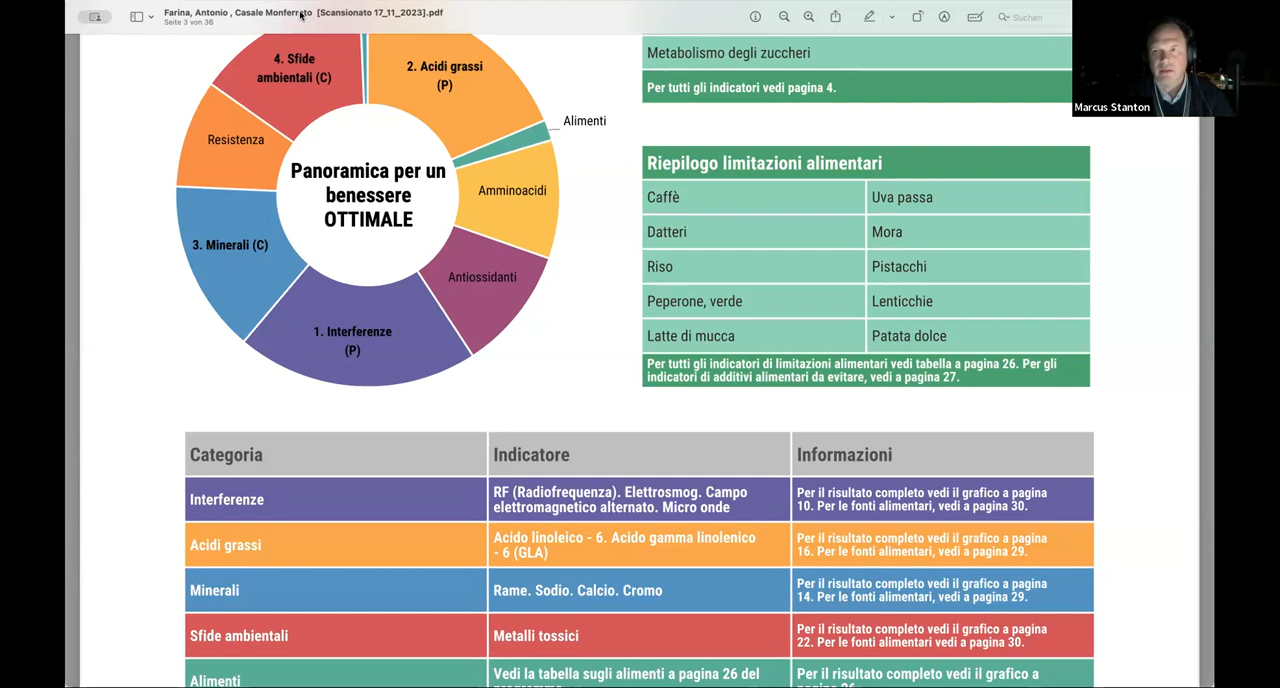 Farina, Antonio , Casale Monferrato [Scansionato 17_11_2023].pdf
Seite 3 von 36
Suchen
Marcus Stanton
4. Sfide
ambientali (C)
2. Acidi grassi
(P)
Alimenti
Resistenza
Amminoacidi
Panoramica per un
benessere
OTTIMALE
3. Minerali (C)
Antiossidanti
1. Interferenze
(P)
Metabolismo degli zuccheri
Per tutti gli indicatori vedi pagina 4.
Riepilogo limitazioni alimentari
Caffè Uva passa
Datteri Mora
Riso Pistacchi
Peperone, verde Lenticchie
Latte di mucca Patata dolce
Per tutti gli indicatori di limitazioni alimentari vedi tabella a pagina 26. Per gli
indicatori di additivi alimentari da evitare, vedi a pagina 27.
Categoria Indicatore Informazioni
Interferenze
RF (Radiofrequenza). Elettrosmog. Campo
elettromagnetico alternato. Micro onde
Per il risultato completo vedi il grafico a pagina
10. Per le fonti alimentari, vedi a pagina 30.
Acidi grassi
Acido linoleico - 6. Acido gamma linolenico
- 6 (GLA)
Per il risultato completo vedi il grafico a pagina
16. Per le fonti alimentari, vedi a pagina 29.
Minerali
Rame. Sodio. Calcio. Cromo
Per il risultato completo vedi il grafico a pagina
14. Per le fonti alimentari, vedi a pagina 29.
Sfide ambientali
Metalli tossici
Per il risultato completo vedi il grafico a pagina
22. Per le fonti alimentari vedi a pagina 30.
Alimenti
Vedi la tabella sugli alimenti a pagina 26 del
Per il risultato completo vedi il grafico a